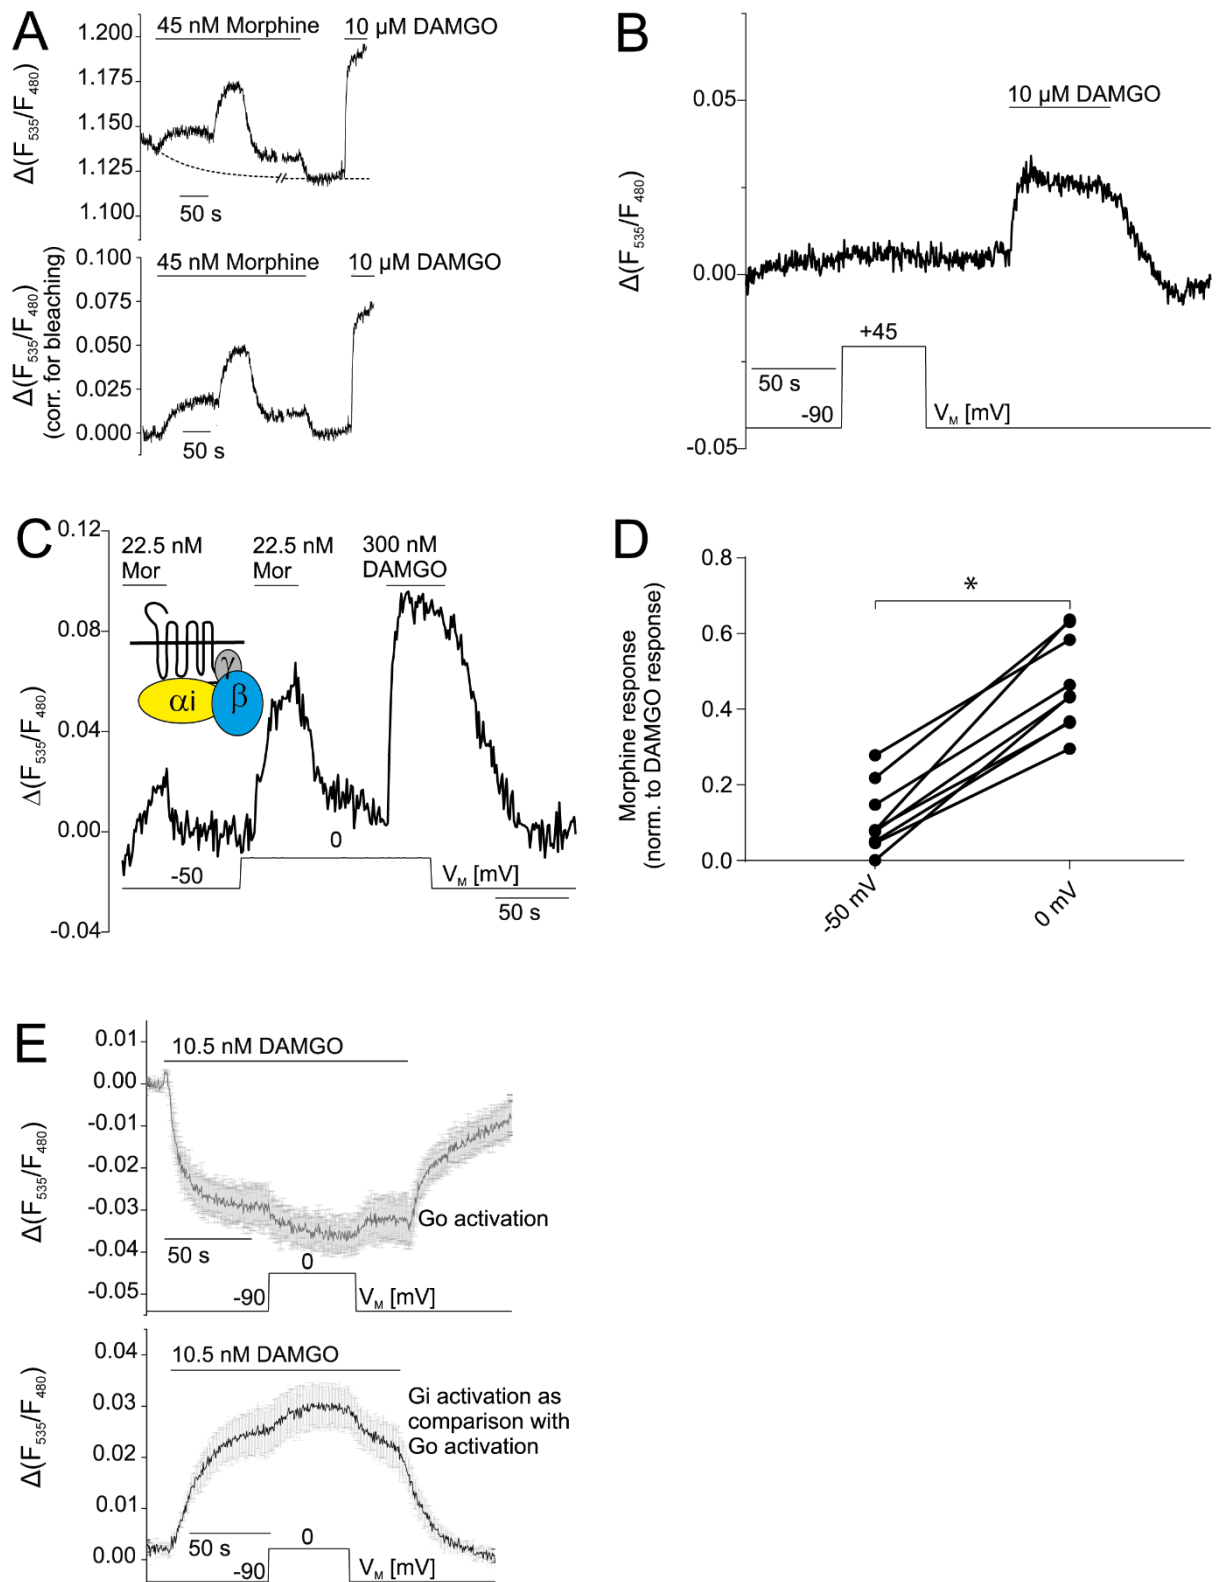 A
45 nM Morphine
10 µM DAMGO
1.200
1.175
1.150
1.125
1.100
Δ(F535/F480)
50 s
45 nM Morphine
10 µM DAMGO
0.100
0.075
0.050
0.025
0.000
Δ(F535/F480)
(corr. for bleaching)
50 s
B
0.05
0.00
-0.05
Δ(F535/F480)
10 µM DAMGO
+45
50 s
-90
VM [mV]
C
0.12
0.08
0.04
0.00
-0.04
Δ(F535/F480)
22.5 nM
Mor
22.5 nM
Mor
300 nM
DAMGO
γ
αi
β
0
-50
VM [mV]
50 s
D
0.8
0.6
0.4
0.2
0.0
Morphine response
(norm. to DAMGO response)
*
-50 mV
0 mV
E
0.01
0.00
-0.01
-0.02
-0.03
-0.04
-0.05
Δ(F535/F480)
10.5 nM DAMGO
Go activation
50 s
0
-90
VM [mV]
0.04
0.03
0.02
0.01
0.00
Δ(F535/F480)
10.5 nM DAMGO
Gi activation as
comparison with
Go activation
50 s
0
-90
VM [mV]